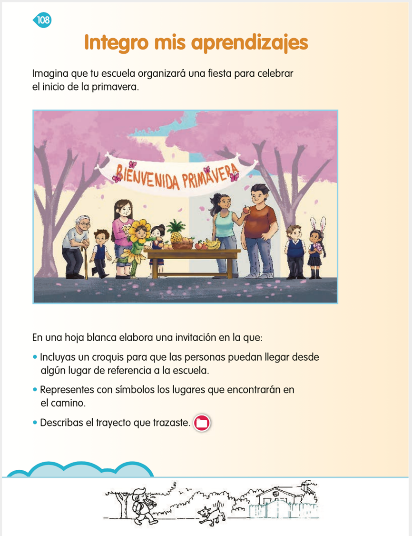 108
Integro mis aprendizajes
Imagina que tu escuela organizará una fiesta para celebrar
el inicio de la primavera.
BIENVENIDA PRIMAVERA
En una hoja blanca elabora una invitación en la que:
• Incluyas un croquis para que las personas puedan llegar desde
algún lugar de referencia a la escuela.
• Representes con símbolos los lugares que encontrarán en
el camino.
• Describas el trayecto que trazaste.